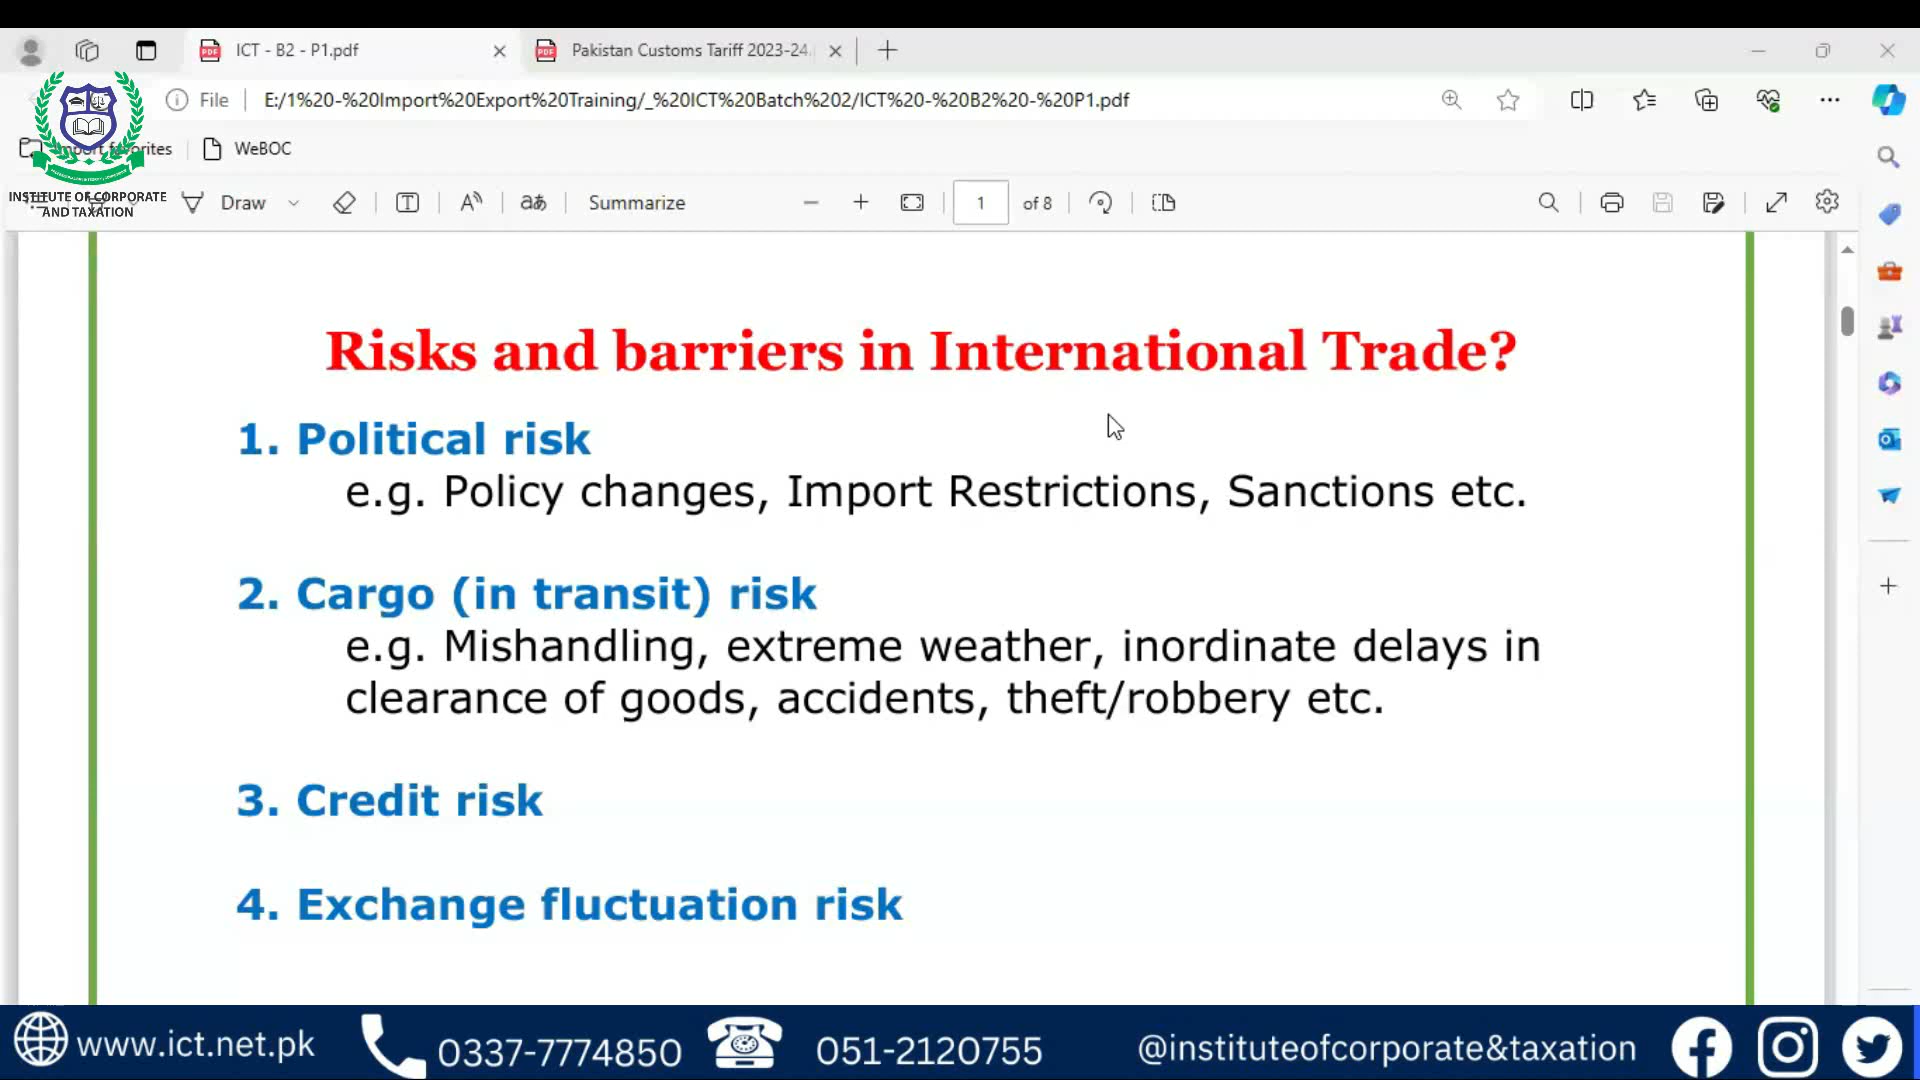 ICT - B2 - P1.pdf
Pakistan Customs Tariff 2023-24
File
E:/1%20-%20Import%20Export%20Training/_%20ICT%20Batch%202/ICT%20-%20B2%20-%20P1.pdf
Import favorites
WeBOC
INSTITUTE OF CORPORATE
AND TAXATION
Draw
aあ
Summarize
1
of 8
Risks and barriers in International Trade?
1. Political risk
e.g. Policy changes, Import Restrictions, Sanctions etc.
2. Cargo (in transit) risk
e.g. Mishandling, extreme weather, inordinate delays in
clearance of goods, accidents, theft/robbery etc.
3. Credit risk
4. Exchange fluctuation risk
www.ict.net.pk
0337-7774850
051-2120755
@instituteofcorporate&taxation